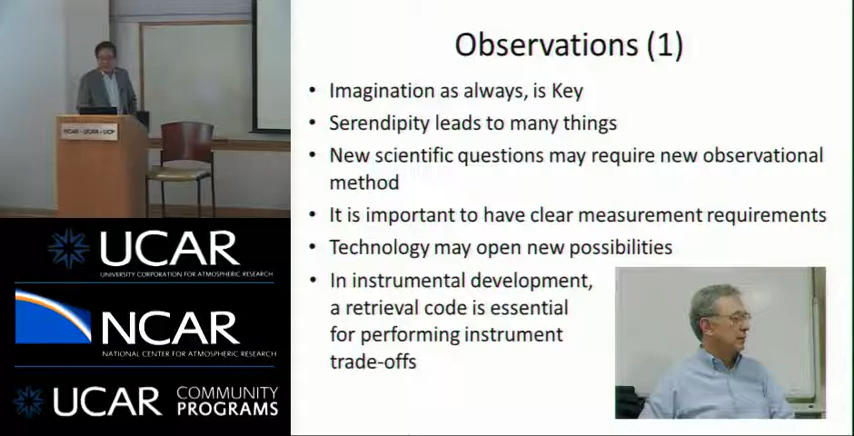 NCAR - UCAR - UCP
UCAR
UNIVERSITY CORPORATION FOR ATMOSPHERIC RESEARCH
NCAR
NATIONAL CENTER FOR ATMOSPHERIC RESEARCH
UCAR COMMUNITY
PROGRAMS
Observations (1)
• Imagination as always, is Key
• Serendipity leads to many things
• New scientific questions may require new observational
method
• It is important to have clear measurement requirements
• Technology may open new possibilities
• In instrumental development,
a retrieval code is essential
for performing instrument
trade-offs